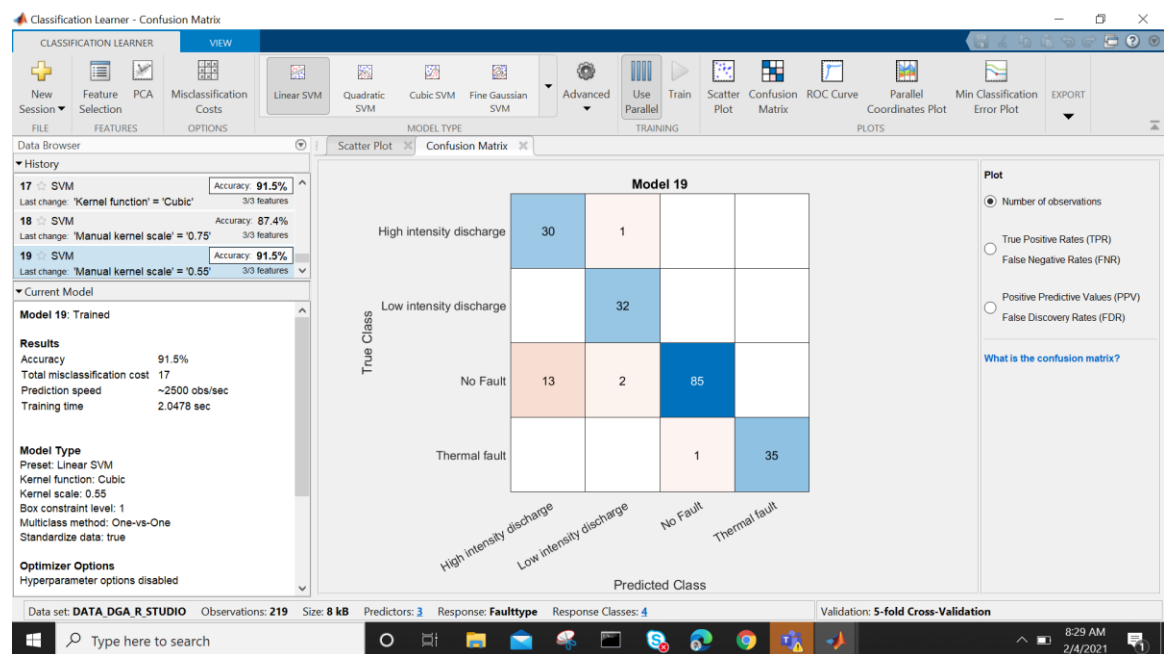 Classification Learner - Confusion Matrix
CLASSIFICATION LEARNER VIEW
New Session
Feature Selection
PCA
Misclassification Costs
Linear SVM
Quadratic SVM
Cubic SVM
Fine Gaussian SVM
Advanced
Use Parallel
Train
Scatter Plot
Confusion Matrix
ROC Curve
Parallel Coordinates Plot
Min Classification Error Plot
EXPORT
FILE FEATURES OPTIONS MODEL TYPE TRAINING PLOTS
Data Browser
Scatter Plot Confusion Matrix
History
17 SVM Accuracy: 91.5%
Last change: 'Kernel function' = 'Cubic' 3/3 features
18 SVM Accuracy: 87.4%
Last change: 'Manual kernel scale' = '0.75' 3/3 features
19 SVM Accuracy: 91.5%
Last change: 'Manual kernel scale' = '0.55' 3/3 features
Current Model
Model 19: Trained
Results
Accuracy 91.5%
Total misclassification cost 17
Prediction speed ~2500 obs/sec
Training time 2.0478 sec
Model Type
Preset: Linear SVM
Kernel function: Cubic
Kernel scale: 0.55
Box constraint level: 1
Multiclass method: One-vs-One
Standardize data: true
Optimizer Options
Hyperparameter options disabled
Model 19
True Class
High intensity discharge 30 1
Low intensity discharge 32
No Fault 13 2 85
Thermal fault 1 35
High intensity discharge
Low intensity discharge
No Fault
Thermal fault
Predicted Class
Plot
Number of observations
True Positive Rates (TPR)
False Negative Rates (FNR)
Positive Predictive Values (PPV)
False Discovery Rates (FDR)
What is the confusion matrix?
Data set: DATA_DGA_R_STUDIO Observations: 219 Size: 8 kB Predictors: 3 Response: Faulttype Response Classes: 4 Validation: 5-fold Cross-Validation
Type here to search
8:29 AM
2/4/2021